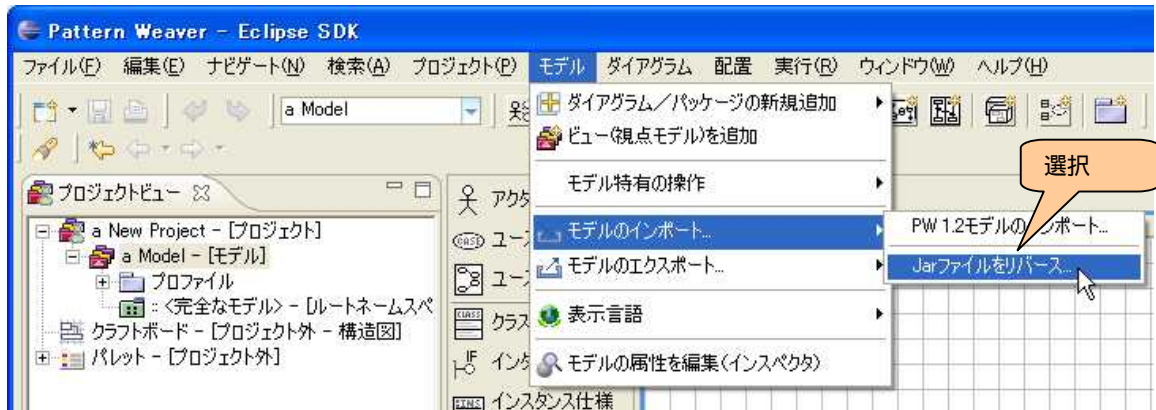 Pattern Weaver - Eclipse SDK
ファイル(F) 編集(E) ナビゲート(N) 検索(A) プロジェクト(P) モデル ダイアグラム 配置 実行(R) ウィンドウ(W) ヘルプ(H)
a Model
ダイアグラム／パッケージの新規追加
ビュー(視点モデル)を追加
モデル特有の操作
モデルのインポート...
モデルのエクスポート...
表示言語
モデルの属性を編集(インスペクタ)
選択
PW 1.2モデルの ンポート...
Jarファイルをリバース...
プロジェクトビュー
a New Project - [プロジェクト]
a Model - [モデル]
プロファイル
: <完全なモデル> - [ルートネームスペ
クラフトボード - [プロジェクト外 - 構造図]
パレット - [プロジェクト外]
アクタ
ユー
ユー
CLASS クラス
IF インタ
インスタンス仕様